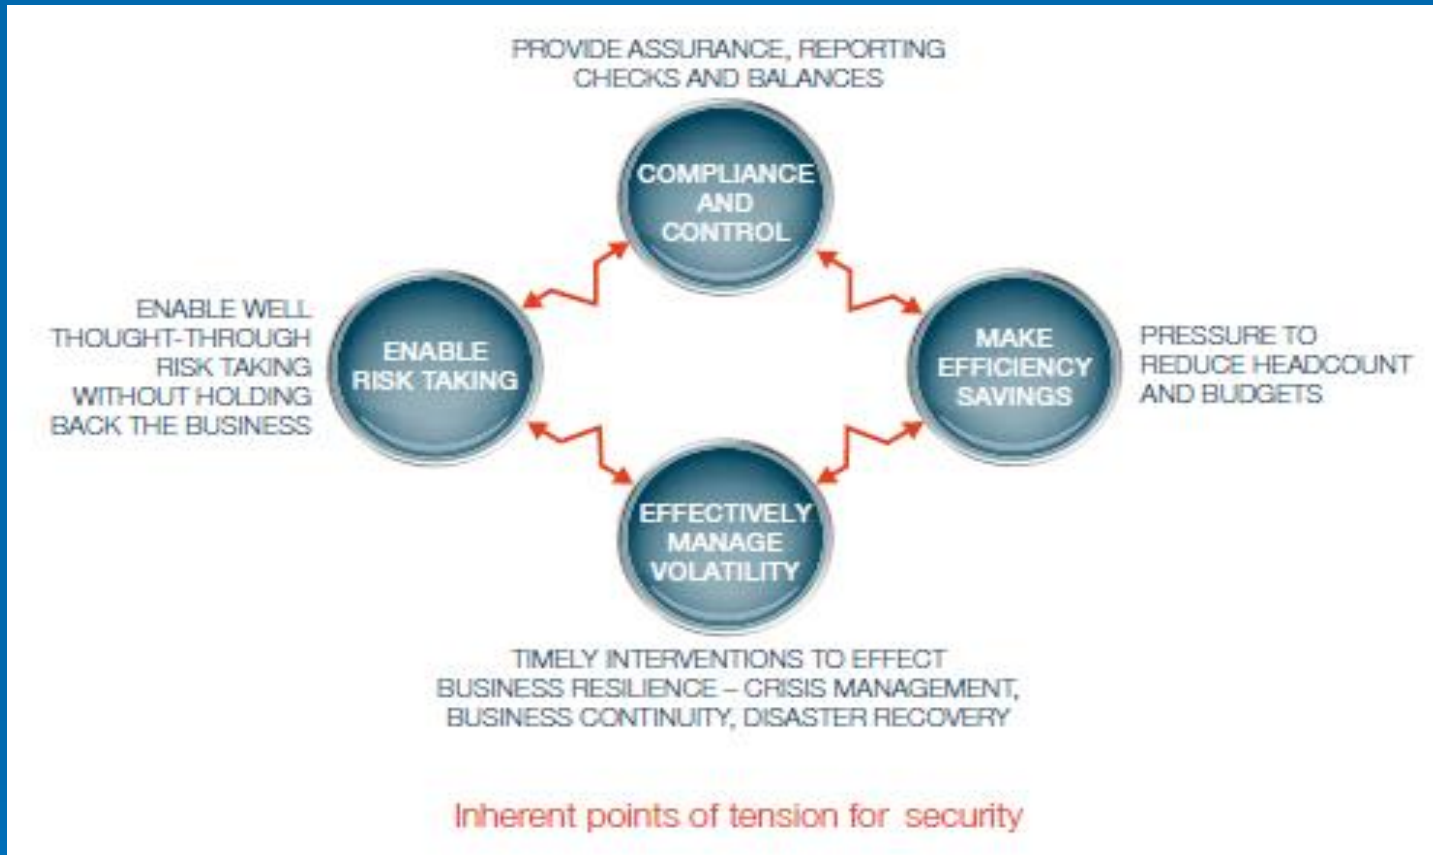 PROVIDE ASSURANCE, REPORTING
CHECKS AND BALANCES
COMPLIANCE
AND
CONTROL
ENABLE WELL
THOUGHT-THROUGH
RISK TAKING
WITHOUT HOLDING
BACK THE BUSINESS
ENABLE
RISK TAKING
MAKE
EFFICIENCY
SAVINGS
PRESSURE TO
REDUCE HEADCOUNT
AND BUDGETS
EFFECTIVELY
MANAGE
VOLATILITY
TIMELY INTERVENTIONS TO EFFECT
BUSINESS RESILIENCE – CRISIS MANAGEMENT,
BUSINESS CONTINUITY, DISASTER RECOVERY
Inherent points of tension for security